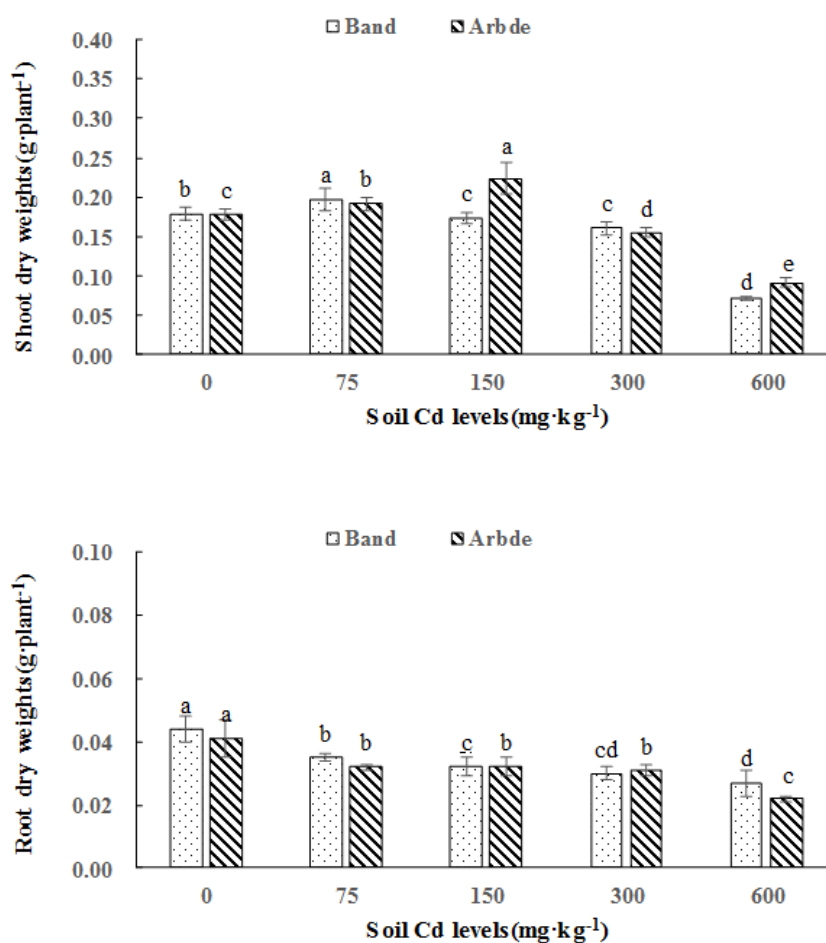 Band Arbde
Shoot dry weights(g·plant⁻¹)
0.40
0.35
0.30
0.25
0.20
0.15
0.10
0.05
0.00
b c a b c a c d d e
0 75 150 300 600
Soil Cd levels(mg·kg⁻¹)
Band Arbde
Root dry weights(g·plant⁻¹)
0.10
0.08
0.06
0.04
0.02
0.00
a a b b c b cd b d c
0 75 150 300 600
Soil Cd levels(mg·kg⁻¹)